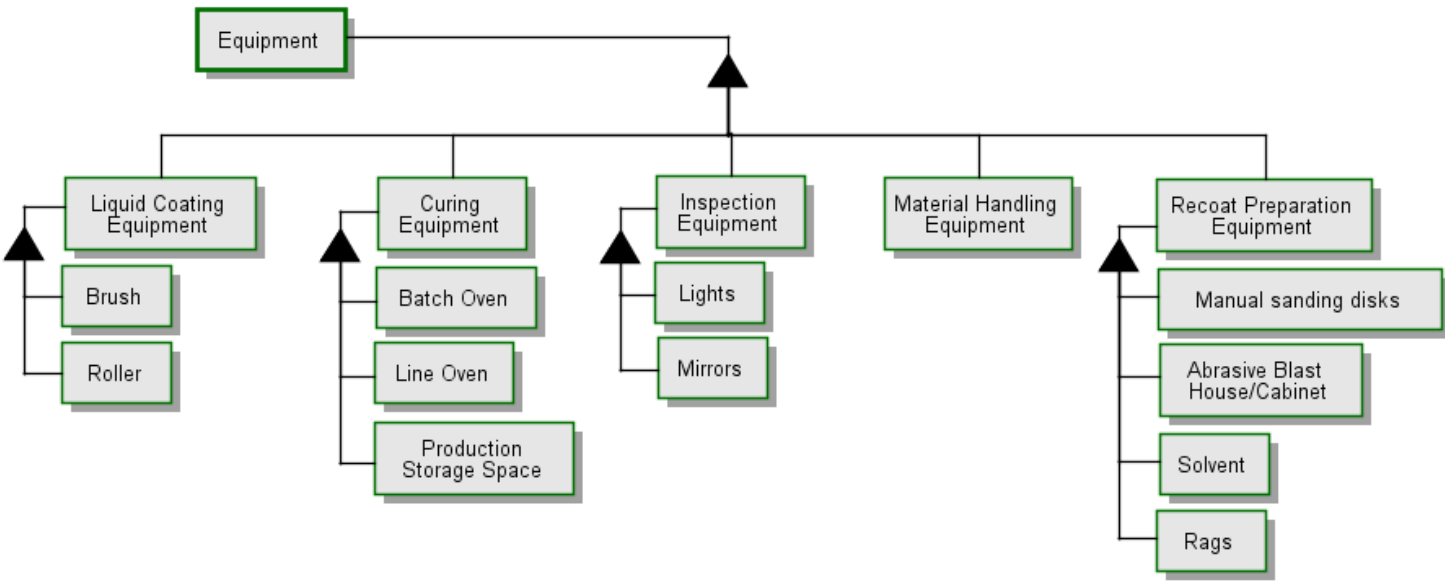 Equipment
Liquid Coating
Equipment
Brush
Roller
Curing
Equipment
Batch Oven
Line Oven
Production
Storage Space
Inspection
Equipment
Lights
Mirrors
Material Handling
Equipment
Recoat Preparation
Equipment
Manual sanding disks
Abrasive Blast
House/Cabinet
Solvent
Rags